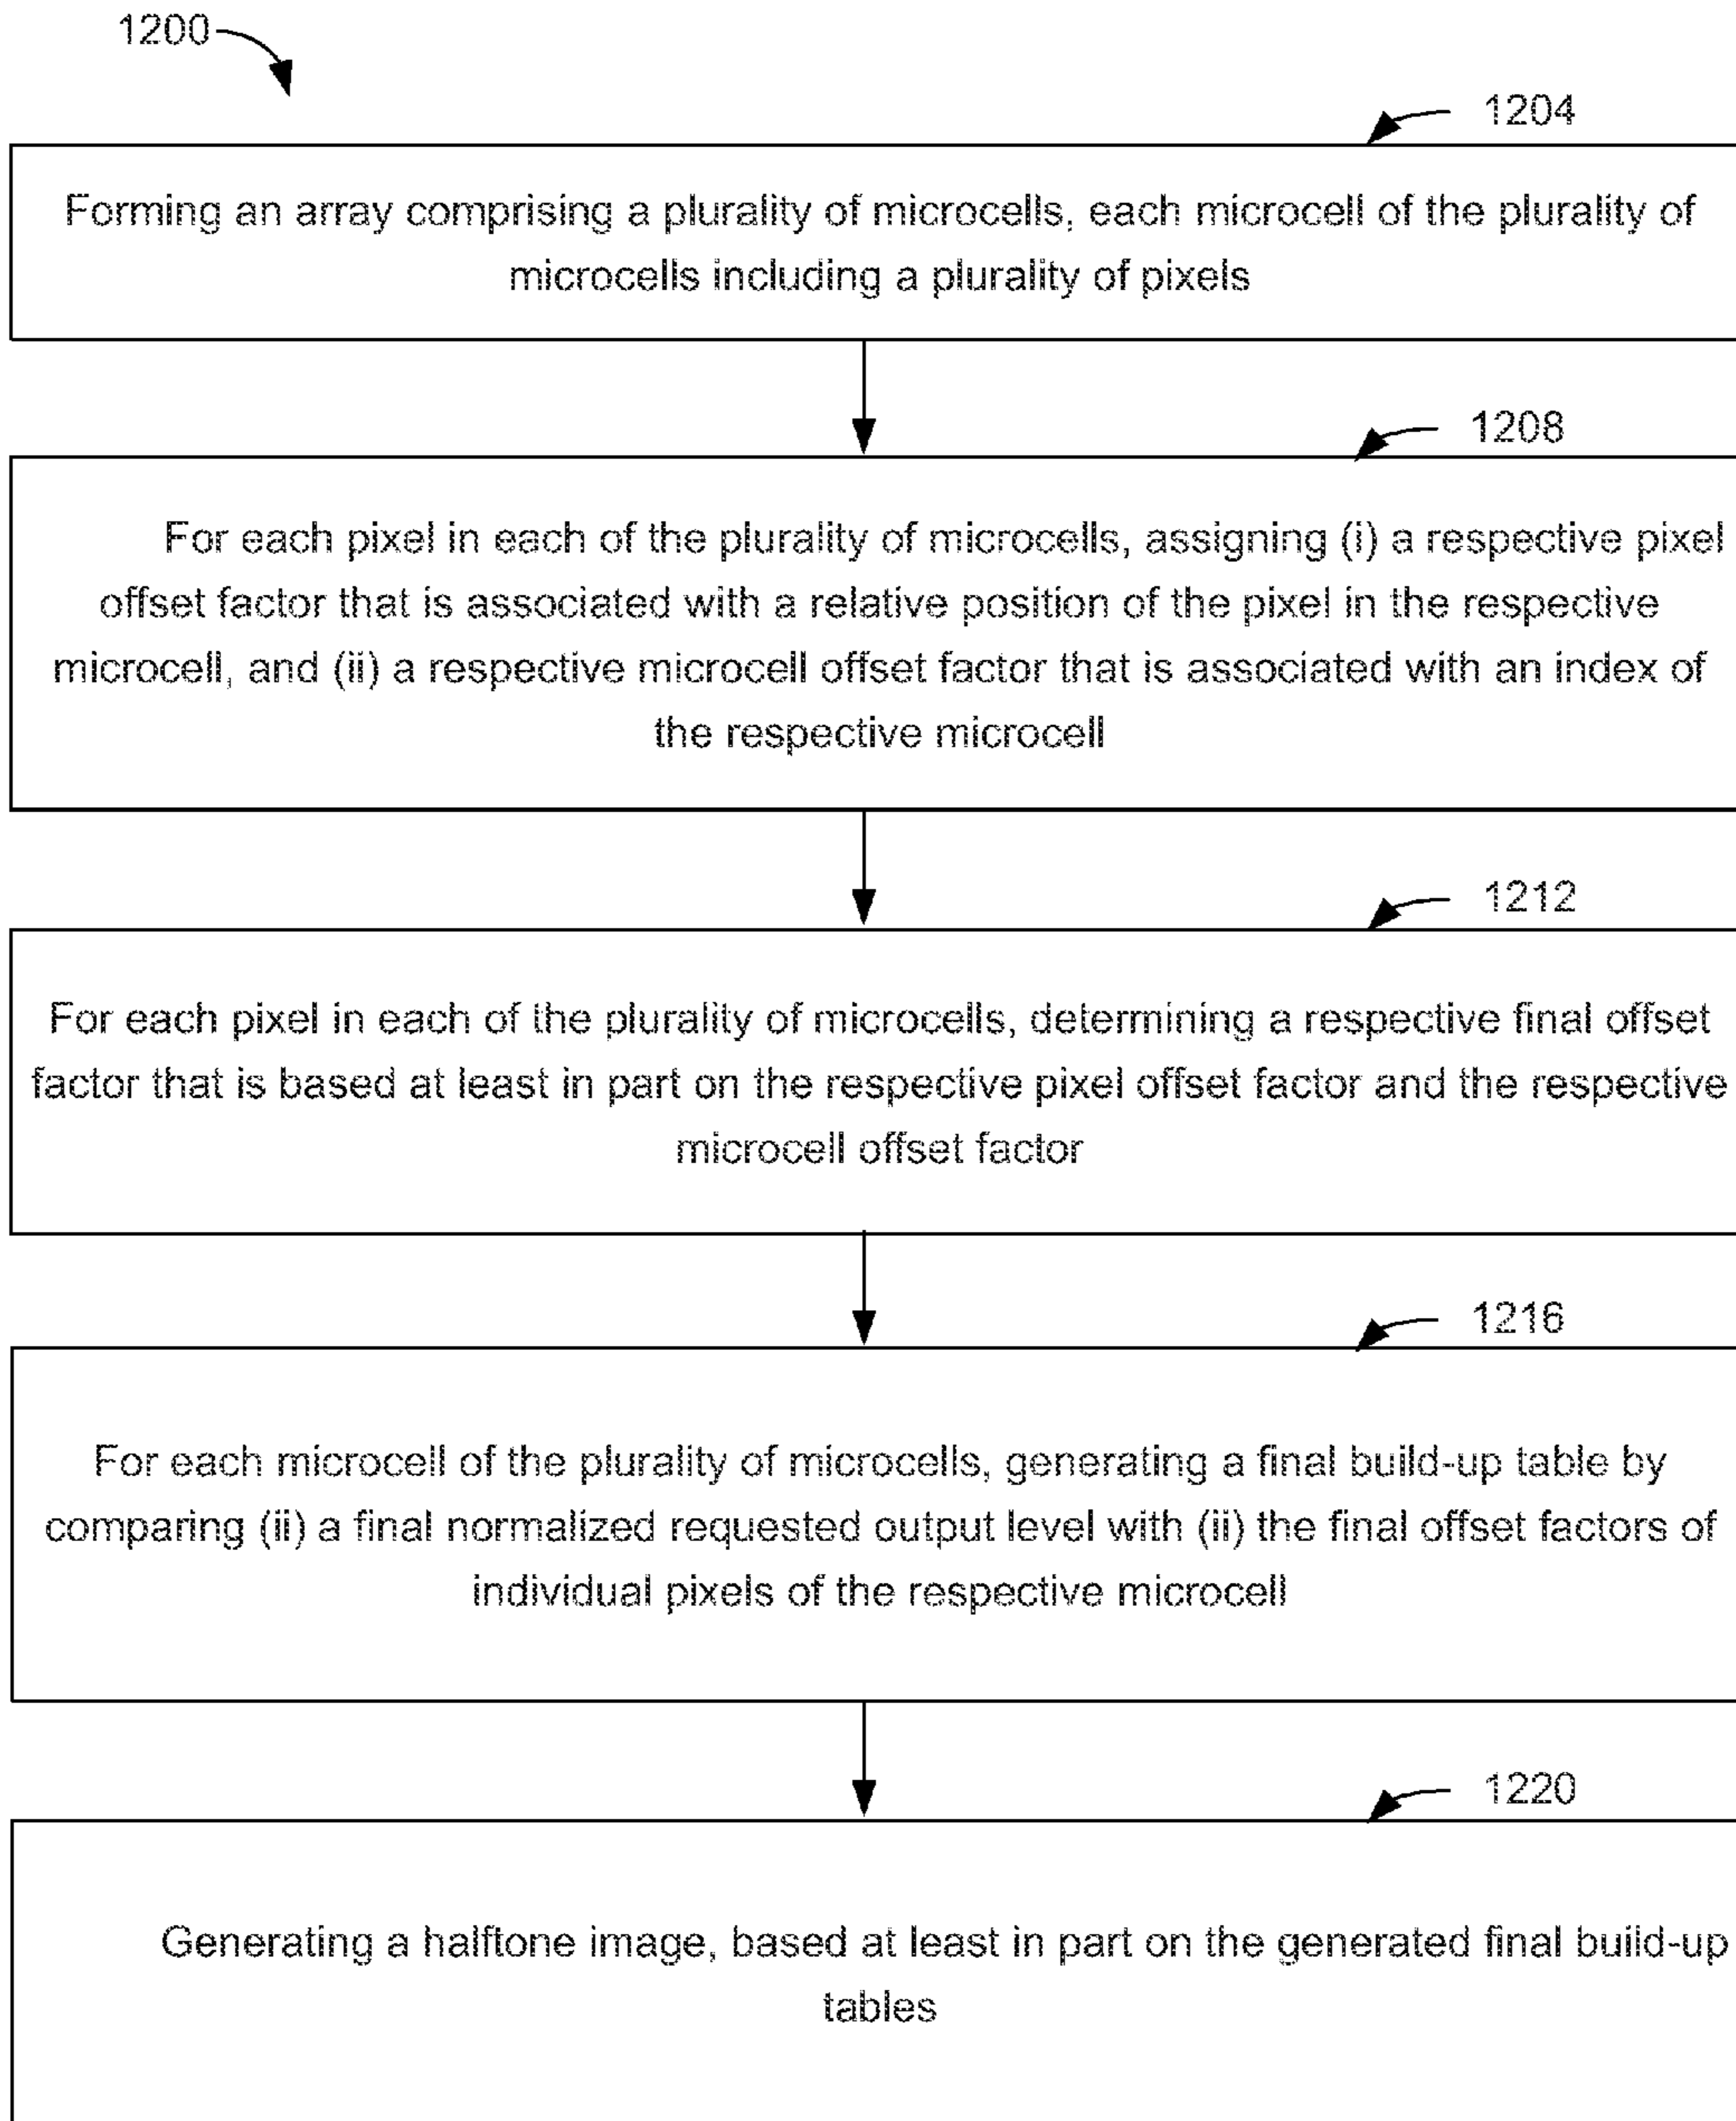 1200
1204
Forming an array comprising a plurality of microcells, each microcell of the plurality of
microcells including a plurality of pixels
1208
For each pixel in each of the plurality of microcells, assigning (i) a respective pixel
offset factor that is associated with a relative position of the pixel in the respective
microcell, and (ii) a respective microcell offset factor that is associated with an index of
the respective microcell
1212
For each pixel in each of the plurality of microcells, determining a respective final offset
factor that is based at least in part on the respective pixel offset factor and the respective
microcell offset factor
1216
For each microcell of the plurality of microcells, generating a final build-up table by
comparing (ii) a final normalized requested output level with (ii) the final offset factors of
individual pixels of the respective microcell
1220
Generating a halftone image, based at least in part on the generated final build-up
tables